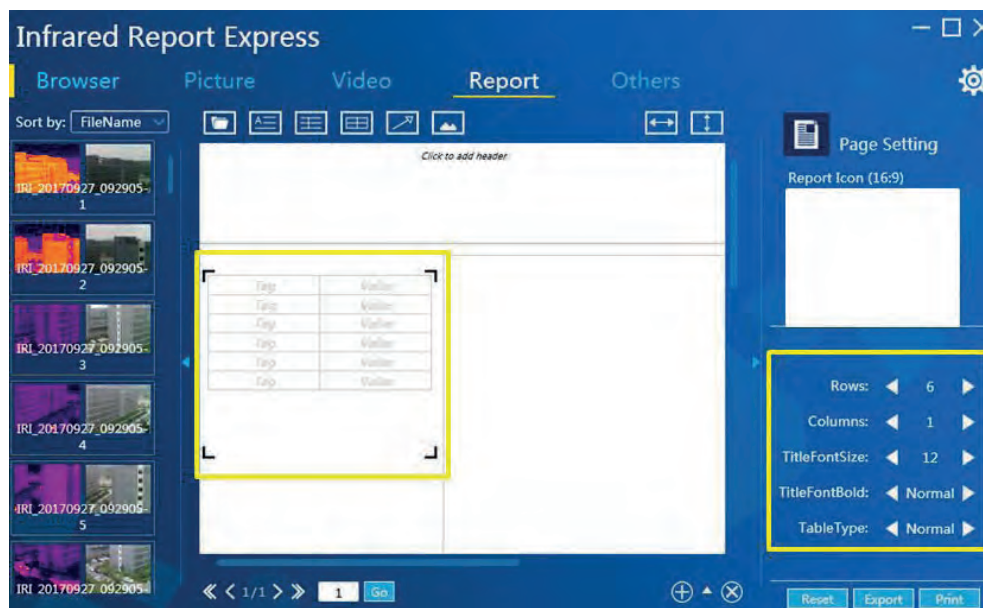 Infrared Report Express
Browser Picture Video Report Others
Sort by: FileName
IRI_20170927_092905-
1
IRI_20170927_092905-
2
IRI_20170927_092905-
3
IRI_20170927_092905-
4
IRI_20170927_092905-
5
IRI_20170927_092905-
Click to add header
Tag Value
Tag Value
Tag Value
Tag Value
Tag Value
Tag Value
1/1 1 Go
Page Setting
Report Icon (16:9)
Rows: 6
Columns: 1
TitleFontSize: 12
TitleFontBold: Normal
TableType: Normal
Reset Export Print